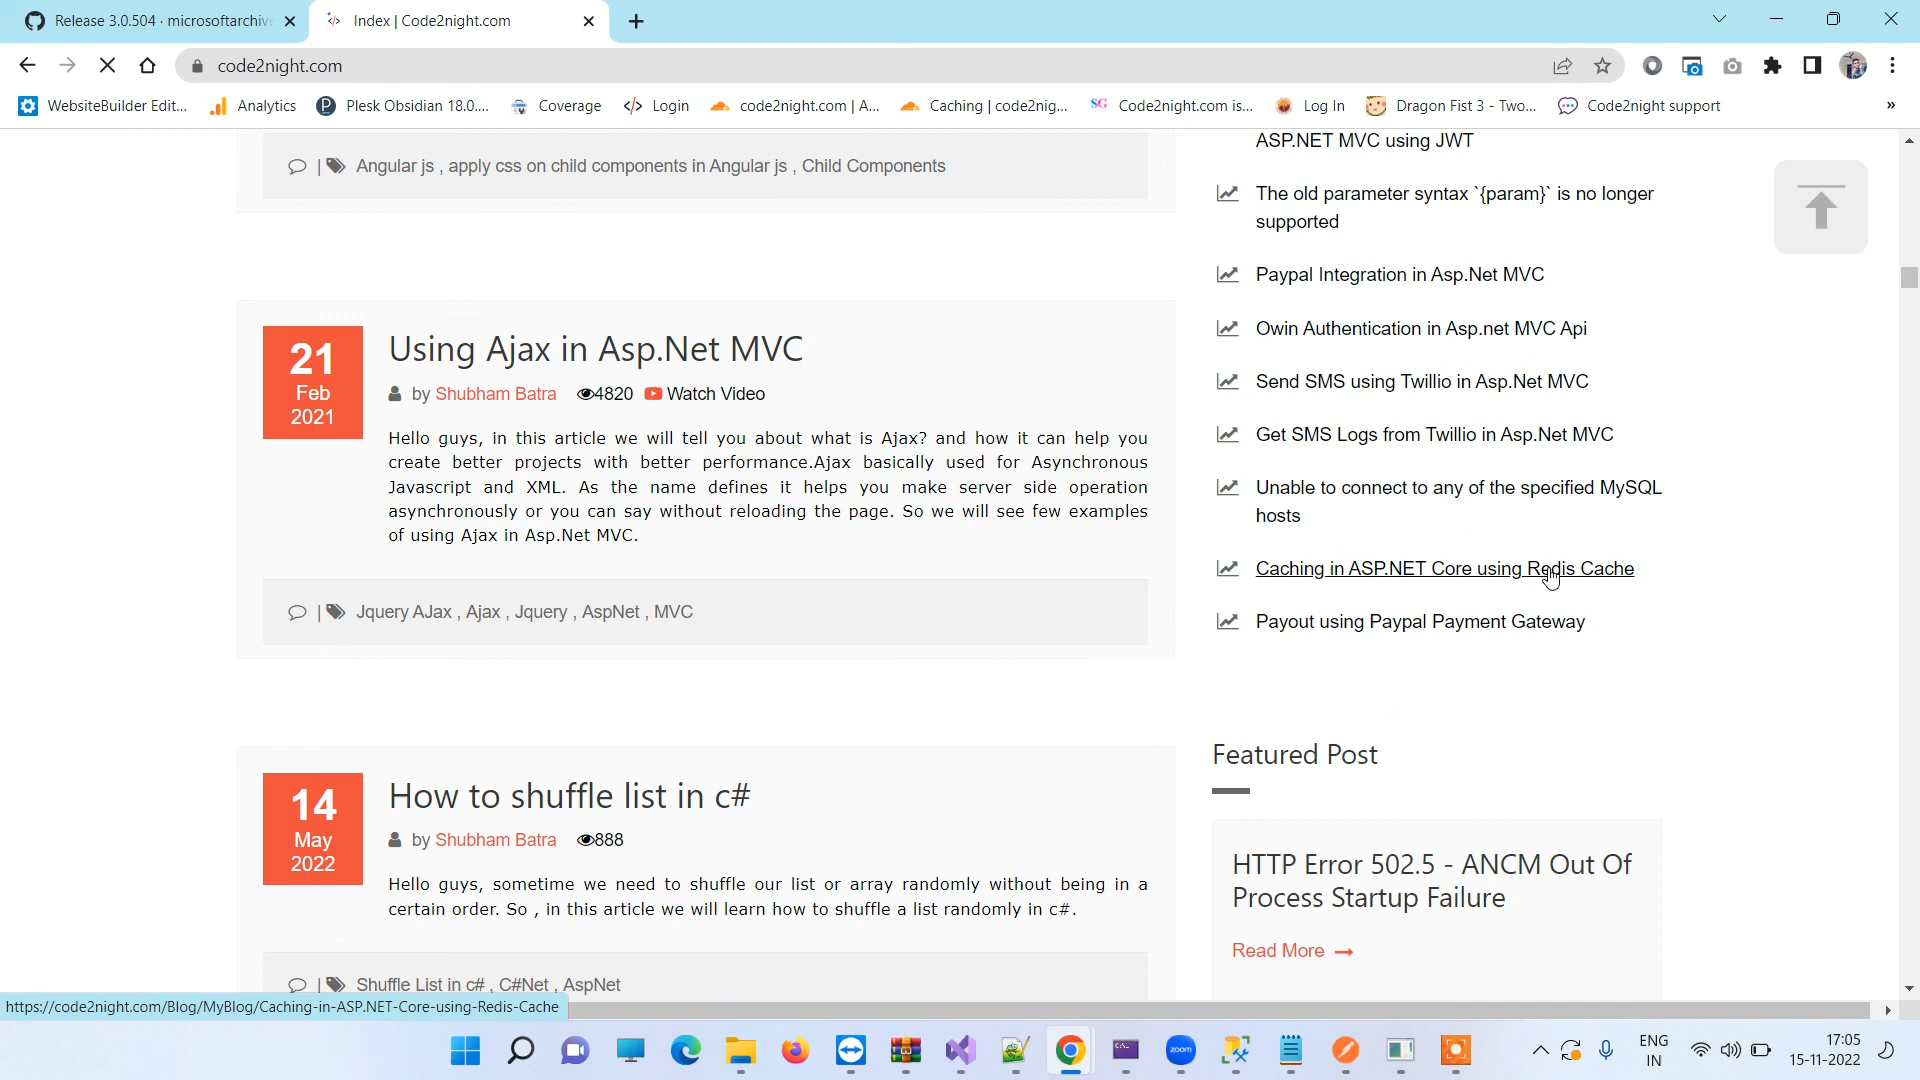 Release 3.0.504 · microsoftarchive
Index | Code2night.com
code2night.com
WebsiteBuilder Edit...
Analytics
Plesk Obsidian 18.0....
Coverage
Login
code2night.com | A...
Caching | code2nig...
SG
Code2night.com is...
Log In
Dragon Fist 3 - Two...
Code2night support
»
| Angular js , apply css on child components in Angular js , Child Components
21
Feb
2021
Using Ajax in Asp.Net MVC
by Shubham Batra 4820 Watch Video
Hello guys, in this article we will tell you about what is Ajax? and how it can help you
create better projects with better performance.Ajax basically used for Asynchronous
Javascript and XML. As the name defines it helps you make server side operation
asynchronously or you can say without reloading the page. So we will see few examples
of using Ajax in Asp.Net MVC.
| Jquery AJax , Ajax , Jquery , AspNet , MVC
14
May
2022
How to shuffle list in c#
by Shubham Batra 888
Hello guys, sometime we need to shuffle our list or array randomly without being in a
certain order. So , in this article we will learn how to shuffle a list randomly in c#.
| Shuffle List in c# , C#Net , AspNet
ASP.NET MVC using JWT
The old parameter syntax `{param}` is no longer
supported
Paypal Integration in Asp.Net MVC
Owin Authentication in Asp.net MVC Api
Send SMS using Twillio in Asp.Net MVC
Get SMS Logs from Twillio in Asp.Net MVC
Unable to connect to any of the specified MySQL
hosts
Caching in ASP.NET Core using Redis Cache
Payout using Paypal Payment Gateway
Featured Post
HTTP Error 502.5 - ANCM Out Of
Process Startup Failure
Read More
https://code2night.com/Blog/MyBlog/Caching-in-ASP.NET-Core-using-Redis-Cache
zoom
ENG
IN
17:05
15-11-2022